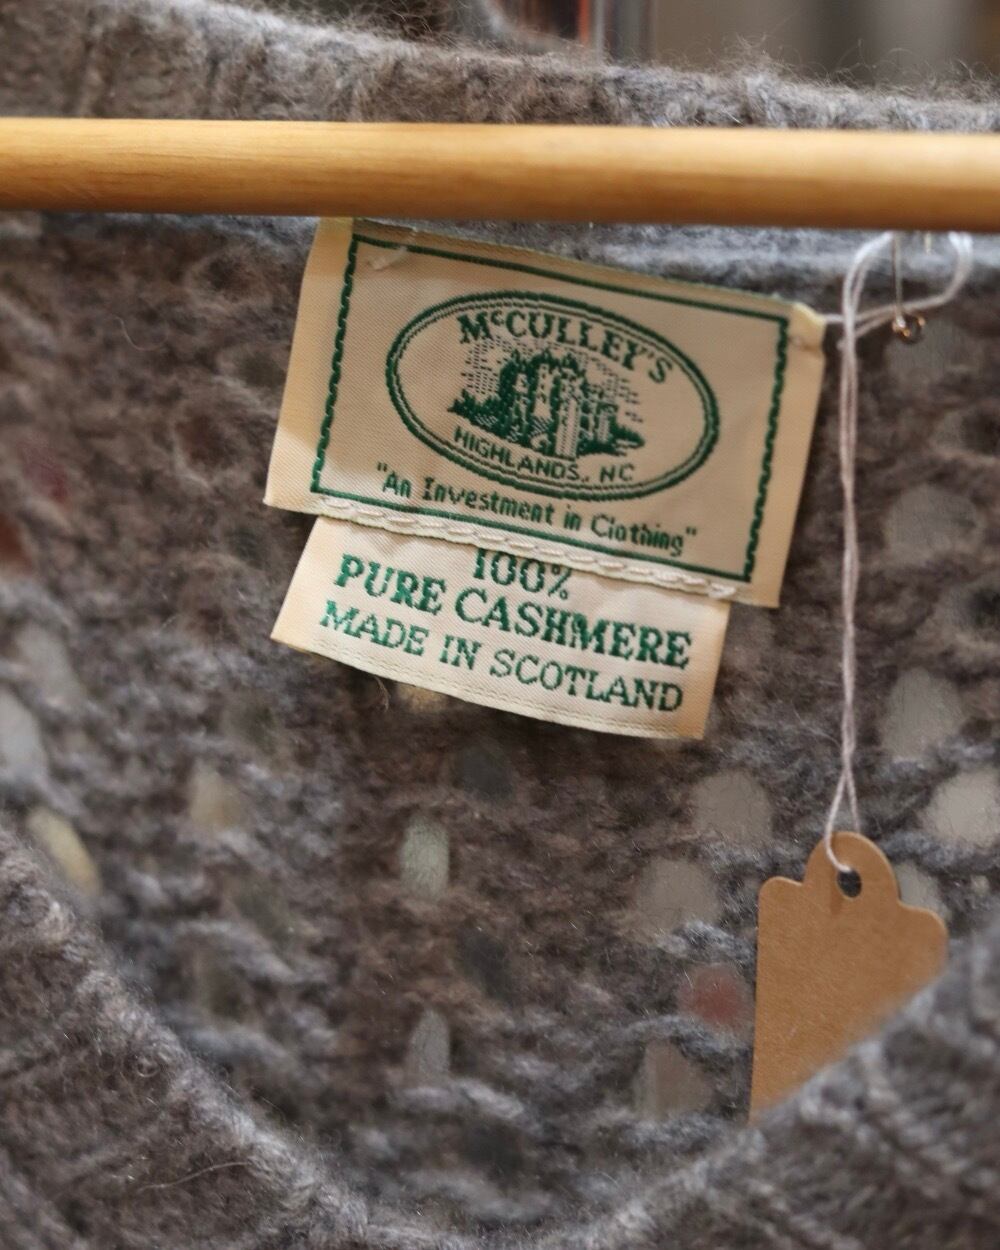 McCULLEY'S
HIGHLANDS, NC
"An Investment in Clothing"
100%
PURE CASHMERE
MADE IN SCOTLAND